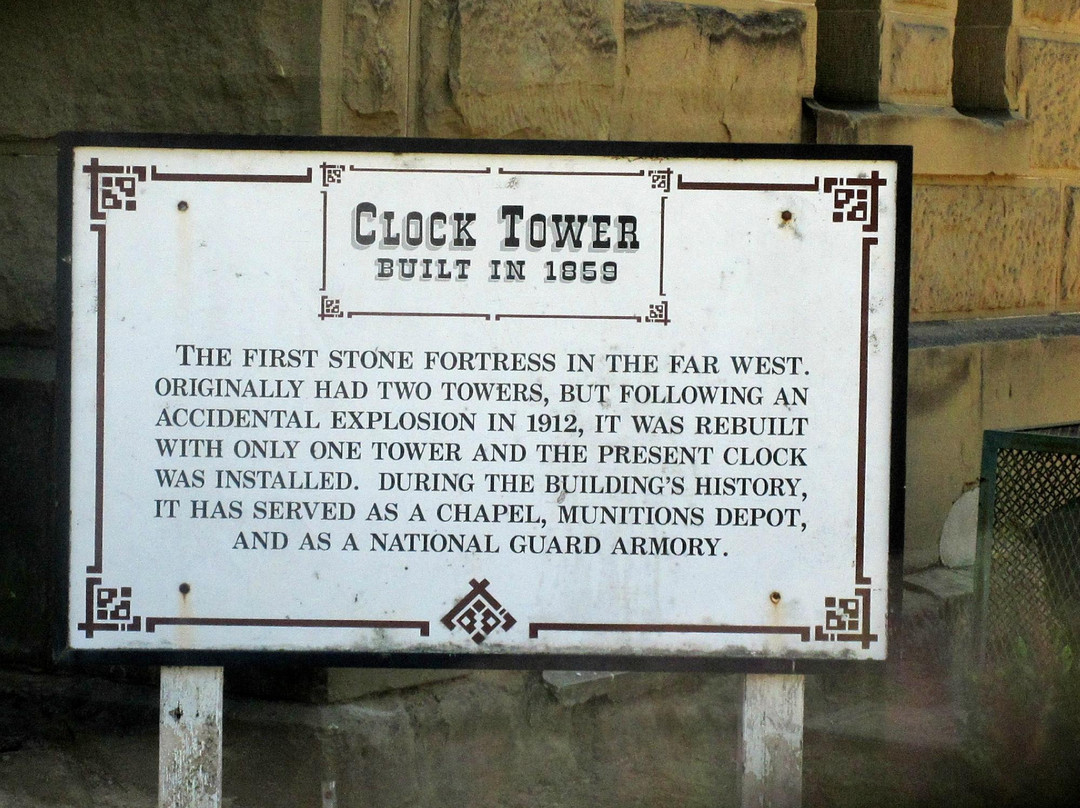 CLOCK TOWER
BUILT IN 1859
THE FIRST STONE FORTRESS IN THE FAR WEST.
ORIGINALLY HAD TWO TOWERS, BUT FOLLOWING AN
ACCIDENTAL EXPLOSION IN 1912, IT WAS REBUILT
WITH ONLY ONE TOWER AND THE PRESENT CLOCK
WAS INSTALLED. DURING THE BUILDING'S HISTORY,
IT HAS SERVED AS A CHAPEL, MUNITIONS DEPOT,
AND AS A NATIONAL GUARD ARMORY.